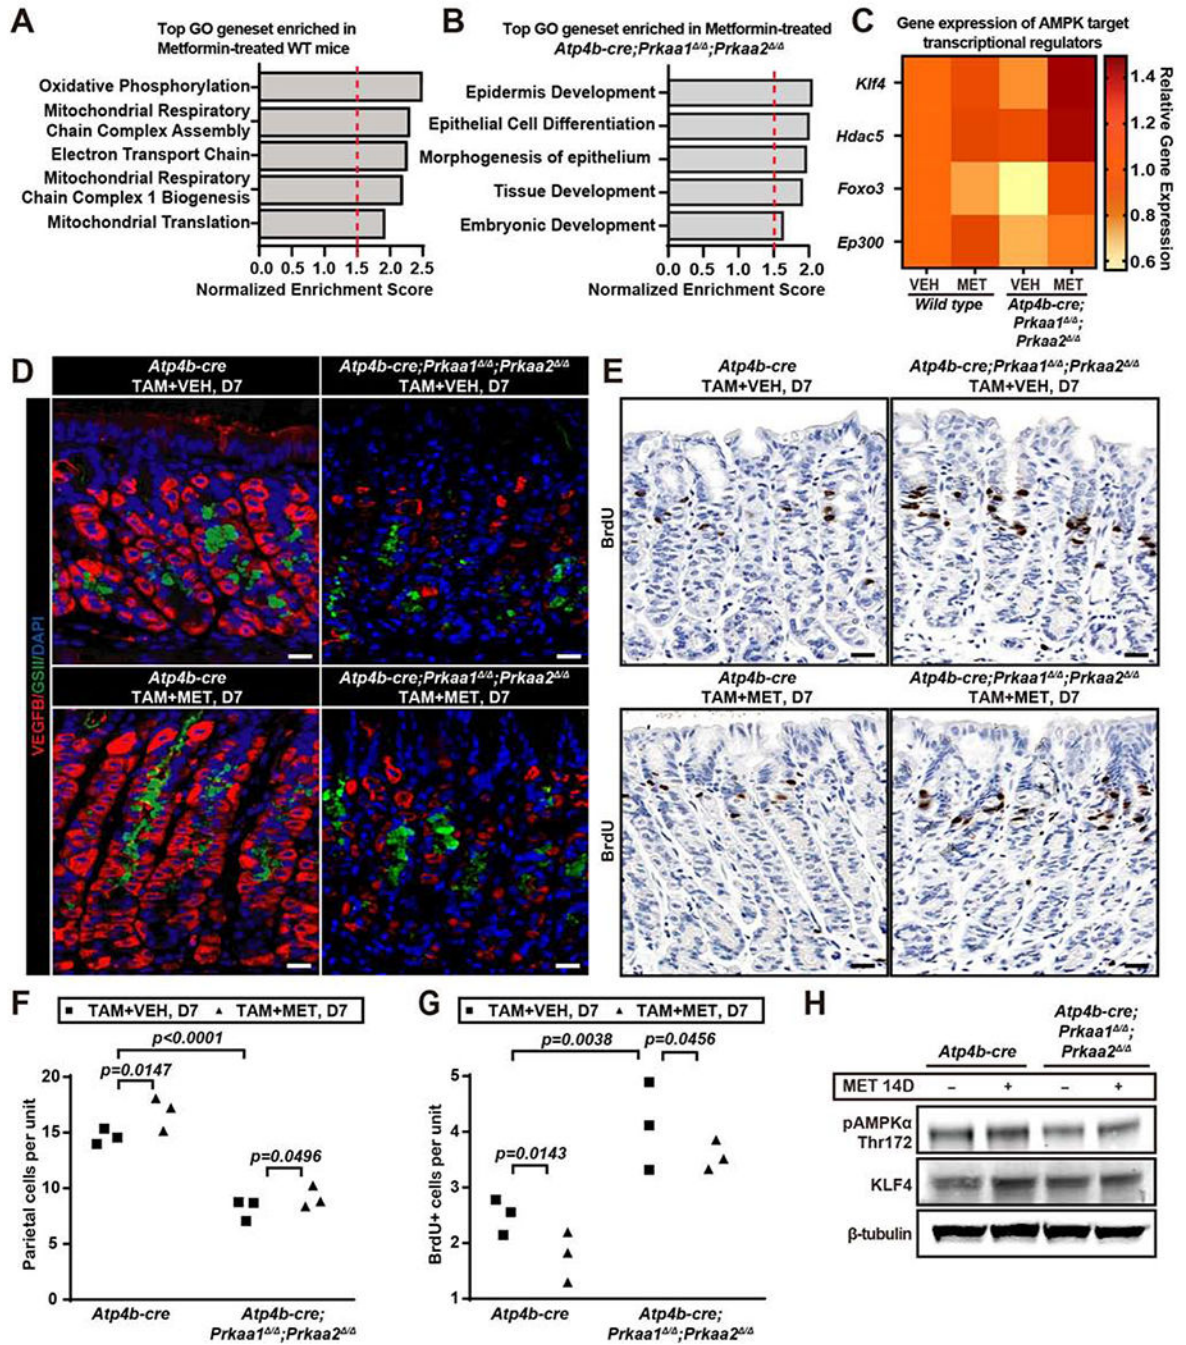 A
Top GO geneset enriched in
Metformin-treated WT mice
Oxidative Phosphorylation
Mitochondrial Respiratory
Chain Complex Assembly
Electron Transport Chain
Mitochondrial Respiratory
Chain Complex 1 Biogenesis
Mitochondrial Translation
0.0 0.5 1.0 1.5 2.0 2.5
Normalized Enrichment Score
B
Top GO geneset enriched in Metformin-treated
Atp4b-cre;Prkaa1Δ/Δ;Prkaa2Δ/Δ
Epidermis Development
Epithelial Cell Differentiation
Morphogenesis of epithelium
Tissue Development
Embryonic Development
0.0 0.5 1.0 1.5 2.0
Normalized Enrichment Score
C
Gene expression of AMPK target
transcriptional regulators
Klf4
Hdac5
Foxo3
Ep300
VEH MET VEH MET
Wild type
Atp4b-cre;
Prkaa1Δ/Δ;
Prkaa2Δ/Δ
1.4
1.2
1.0
0.8
0.6
Relative Gene Expression
D
Atp4b-cre
TAM+VEH, D7
Atp4b-cre;Prkaa1Δ/Δ;Prkaa2Δ/Δ
TAM+VEH, D7
Atp4b-cre
TAM+MET, D7
Atp4b-cre;Prkaa1Δ/Δ;Prkaa2Δ/Δ
TAM+MET, D7
VEGFB/GSII/DAPI
E
Atp4b-cre
TAM+VEH, D7
Atp4b-cre;Prkaa1Δ/Δ;Prkaa2Δ/Δ
TAM+VEH, D7
BrdU
Atp4b-cre
TAM+MET, D7
Atp4b-cre;Prkaa1Δ/Δ;Prkaa2Δ/Δ
TAM+MET, D7
BrdU
F
TAM+VEH, D7 TAM+MET, D7
p<0.0001
p=0.0147
p=0.0496
20
15
10
5
0
Parietal cells per unit
Atp4b-cre
Atp4b-cre;
Prkaa1Δ/Δ;Prkaa2Δ/Δ
G
TAM+VEH, D7 TAM+MET, D7
p=0.0038 p=0.0456
p=0.0143
5
4
3
2
1
BrdU+ cells per unit
Atp4b-cre
Atp4b-cre;
Prkaa1Δ/Δ;Prkaa2Δ/Δ
H
Atp4b-cre
Atp4b-cre;
Prkaa1Δ/Δ;
Prkaa2Δ/Δ
MET 14D – + – +
pAMPKα
Thr172
KLF4
β-tubulin